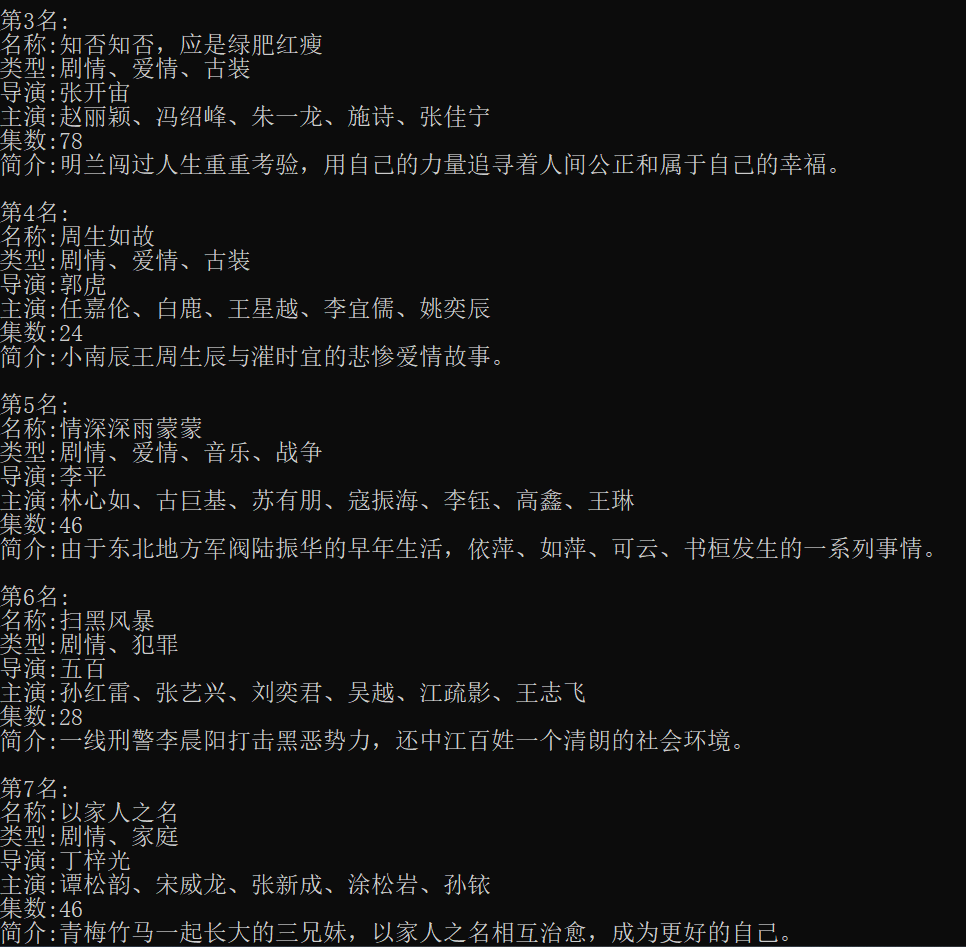 第3名:
名称:知否知否，应是绿肥红瘦
类型:剧情、爱情、古装
导演:张开宙
主演:赵丽颖、冯绍峰、朱一龙、施诗、张佳宁
集数:78
简介:明兰闯过人生重重考验，用自己的力量追寻着人间公正和属于自己的幸福。
第4名:
名称:周生如故
类型:剧情、爱情、古装
导演:郭虎
主演:任嘉伦、白鹿、王星越、李宜儒、姚奕辰
集数:24
简介:小南辰王周生辰与漼时宜的悲惨爱情故事。
第5名:
名称:情深深雨蒙蒙
类型:剧情、爱情、音乐、战争
导演:李平
主演:林心如、古巨基、苏有朋、寇振海、李钰、高鑫、王琳
集数:46
简介:由于东北地方军阀陆振华的早年生活，依萍、如萍、可云、书桓发生的一系列事情。
第6名:
名称:扫黑风暴
类型:剧情、犯罪
导演:五百
主演:孙红雷、张艺兴、刘奕君、吴越、江疏影、王志飞
集数:28
简介:一线刑警李晨阳打击黑恶势力，还中江百姓一个清朗的社会环境。
第7名:
名称:以家人之名
类型:剧情、家庭
导演:丁梓光
主演:谭松韵、宋威龙、张新成、涂松岩、孙铱
集数:46
简介:青梅竹马一起长大的三兄妹，以家人之名相互治愈，成为更好的自己。